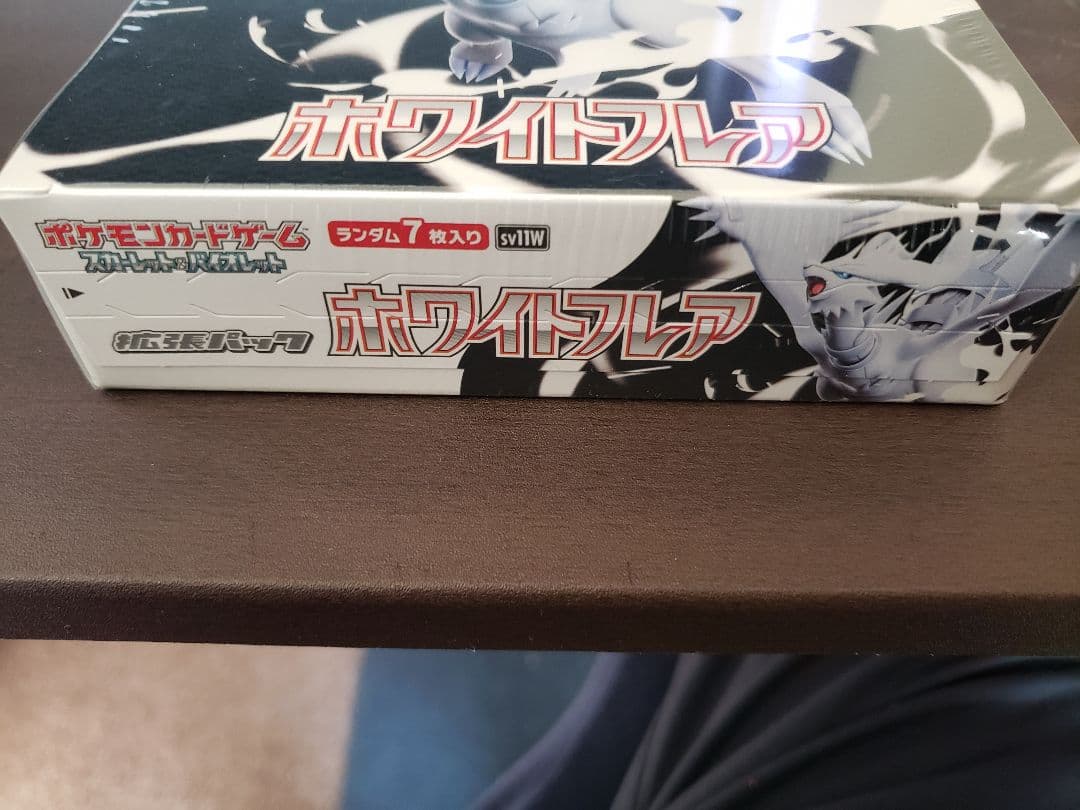 ホワイトフレア
ポケモンカードゲーム
スカーレット&バイオレット
ランダム7枚入り
sv11W
拡張パック
ホワイトフレア